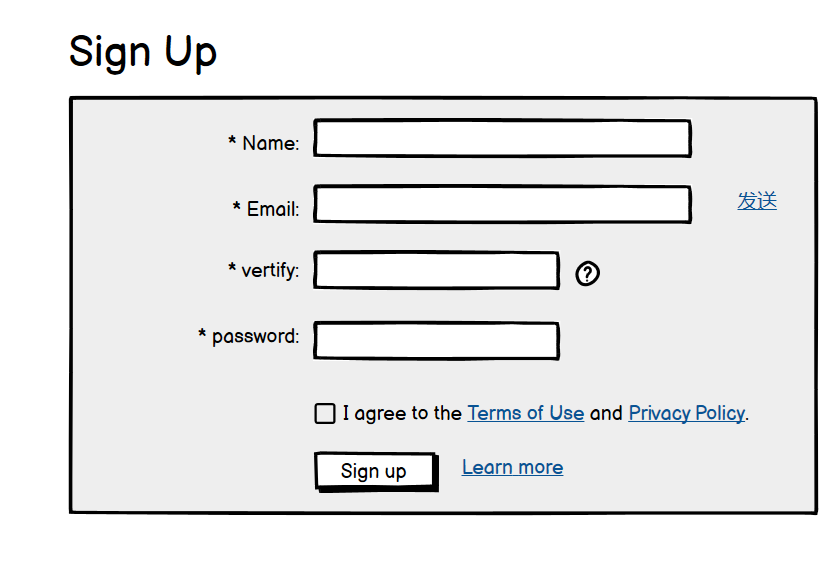 Sign Up
* Name:
* Email:
发送
* vertify:
?
* password:
I agree to the Terms of Use and Privacy Policy.
Sign up
Learn more